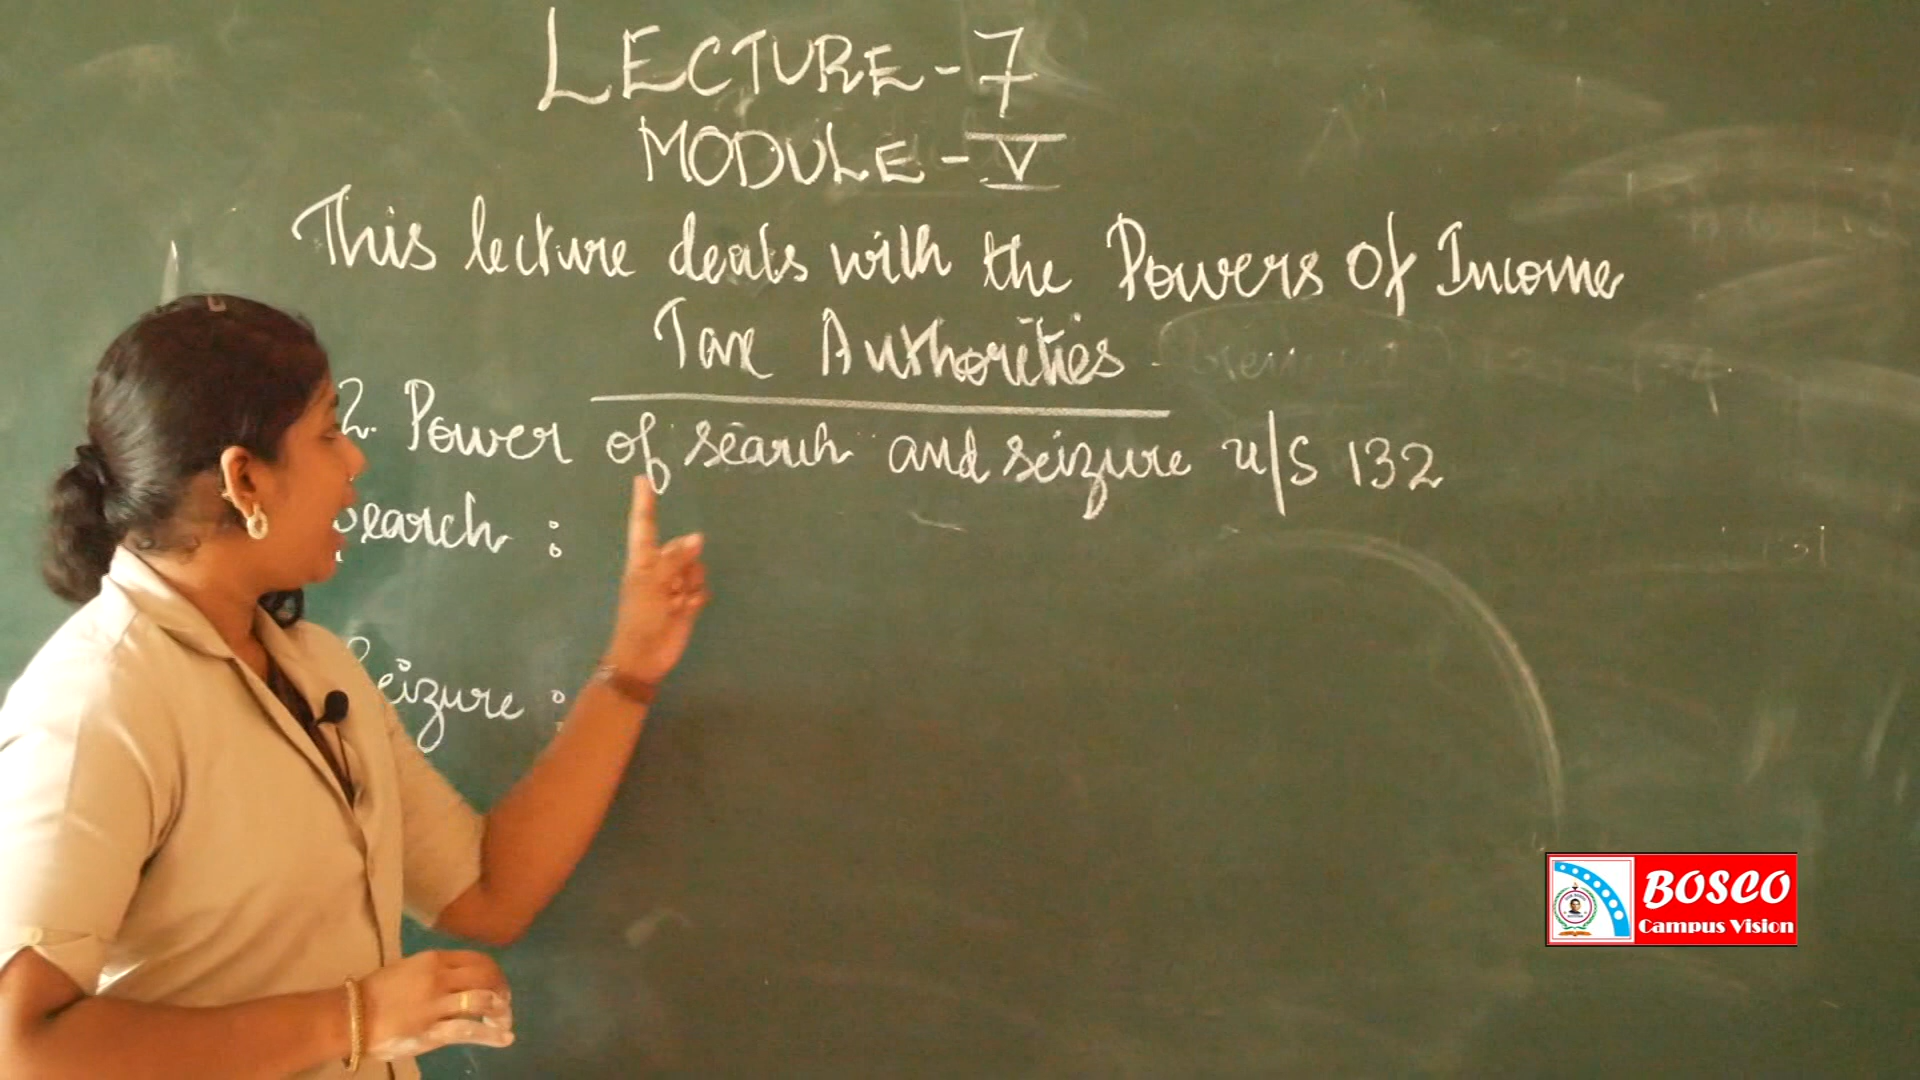 LECTURE-7
MODULE-V
This lecture deals with the Powers Of Income
Tax Authorities
2. Power of search and seizure u/s 132
Search :
Seizure :
BOSCO
Campus Vision